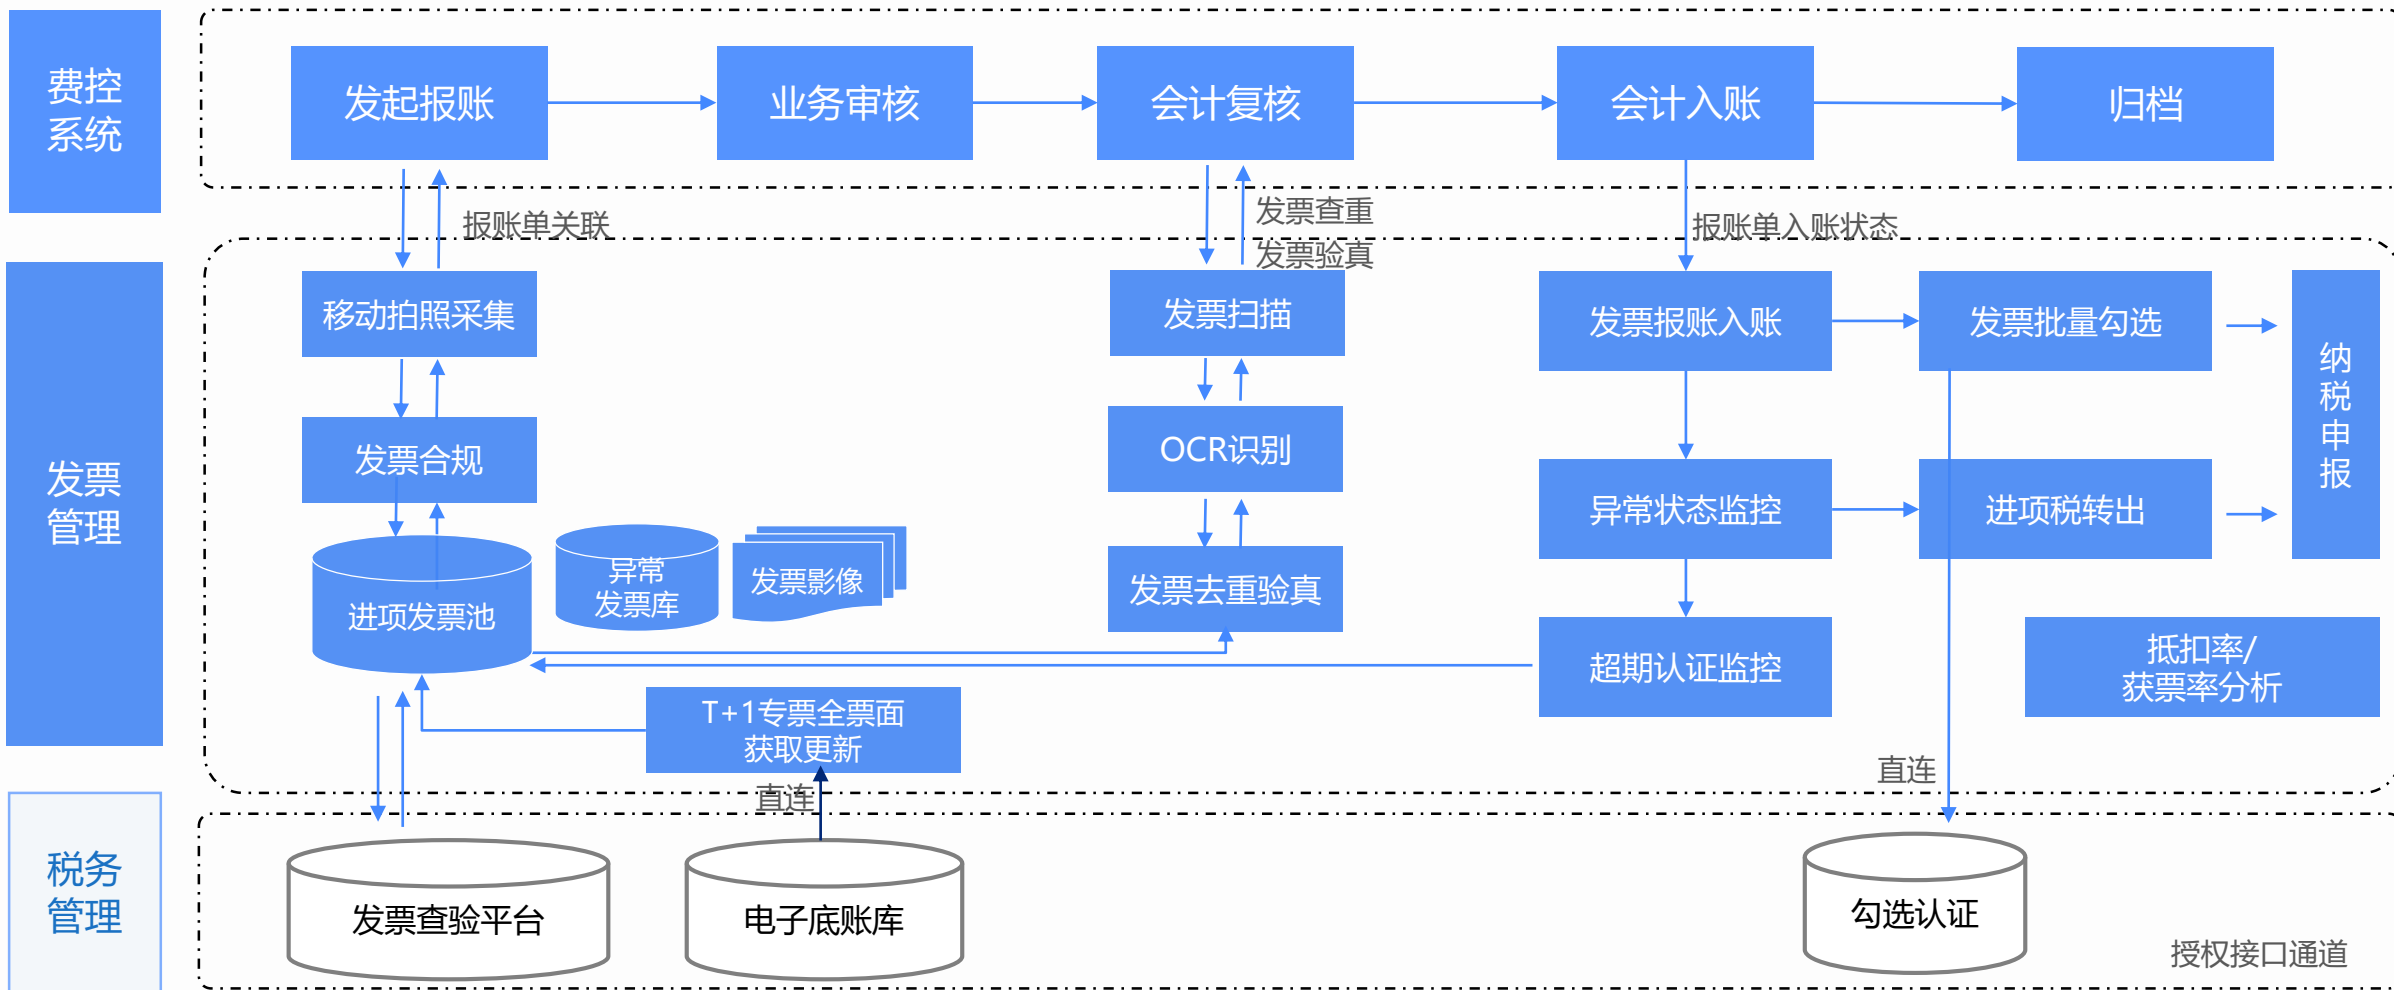 费控
系统
发起报账
业务审核
会计复核
会计入账
归档
报账单关联
发票查重
发票验真
报账单入账状态
发票
管理
移动拍照采集
发票扫描
发票报账入账
发票批量勾选
纳
税
申
报
发票合规
OCR识别
异常状态监控
进项税转出
进项发票池
异常
发票库
发票影像
发票去重验真
超期认证监控
抵扣率/
获票率分析
T+1专票全票面
获取更新
直连
直连
税务
管理
发票查验平台
电子底账库
勾选认证
授权接口通道